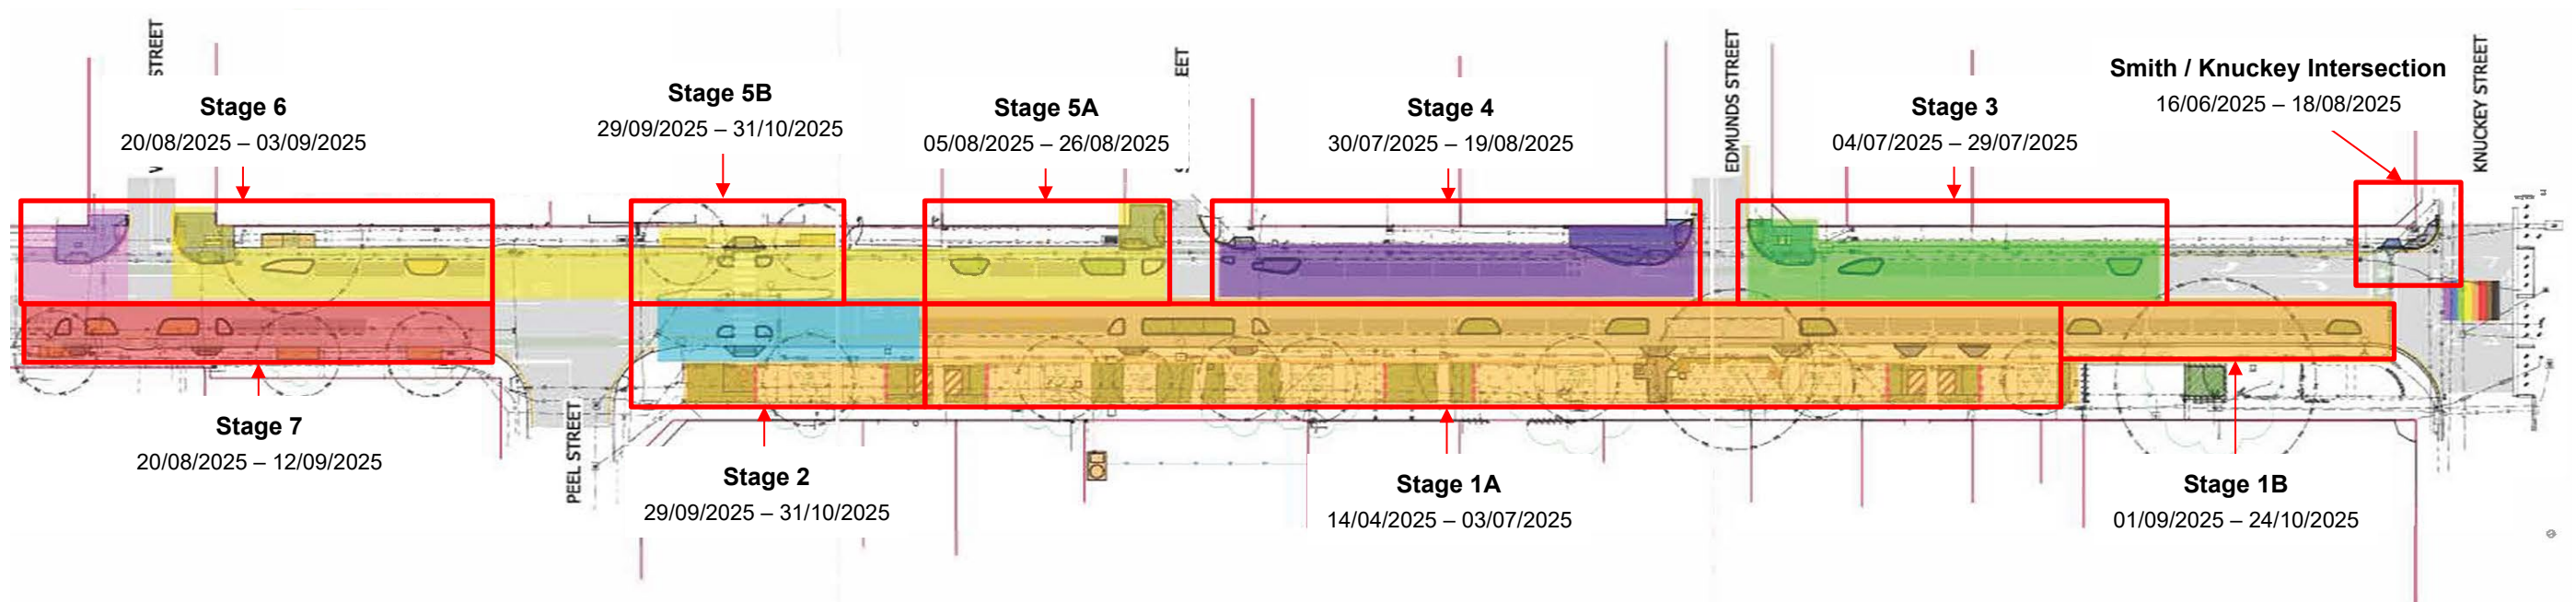 STREET
EET
EDMUNDS STREET
KNUCKEY STREET
Smith / Knuckey Intersection
16/06/2025 – 18/08/2025
Stage 6
20/08/2025 – 03/09/2025
Stage 5B
29/09/2025 – 31/10/2025
Stage 5A
05/08/2025 – 26/08/2025
Stage 4
30/07/2025 – 19/08/2025
Stage 3
04/07/2025 – 29/07/2025
Stage 7
20/08/2025 – 12/09/2025
PEEL STREET
Stage 2
29/09/2025 – 31/10/2025
Stage 1A
14/04/2025 – 03/07/2025
Stage 1B
01/09/2025 – 24/10/2025